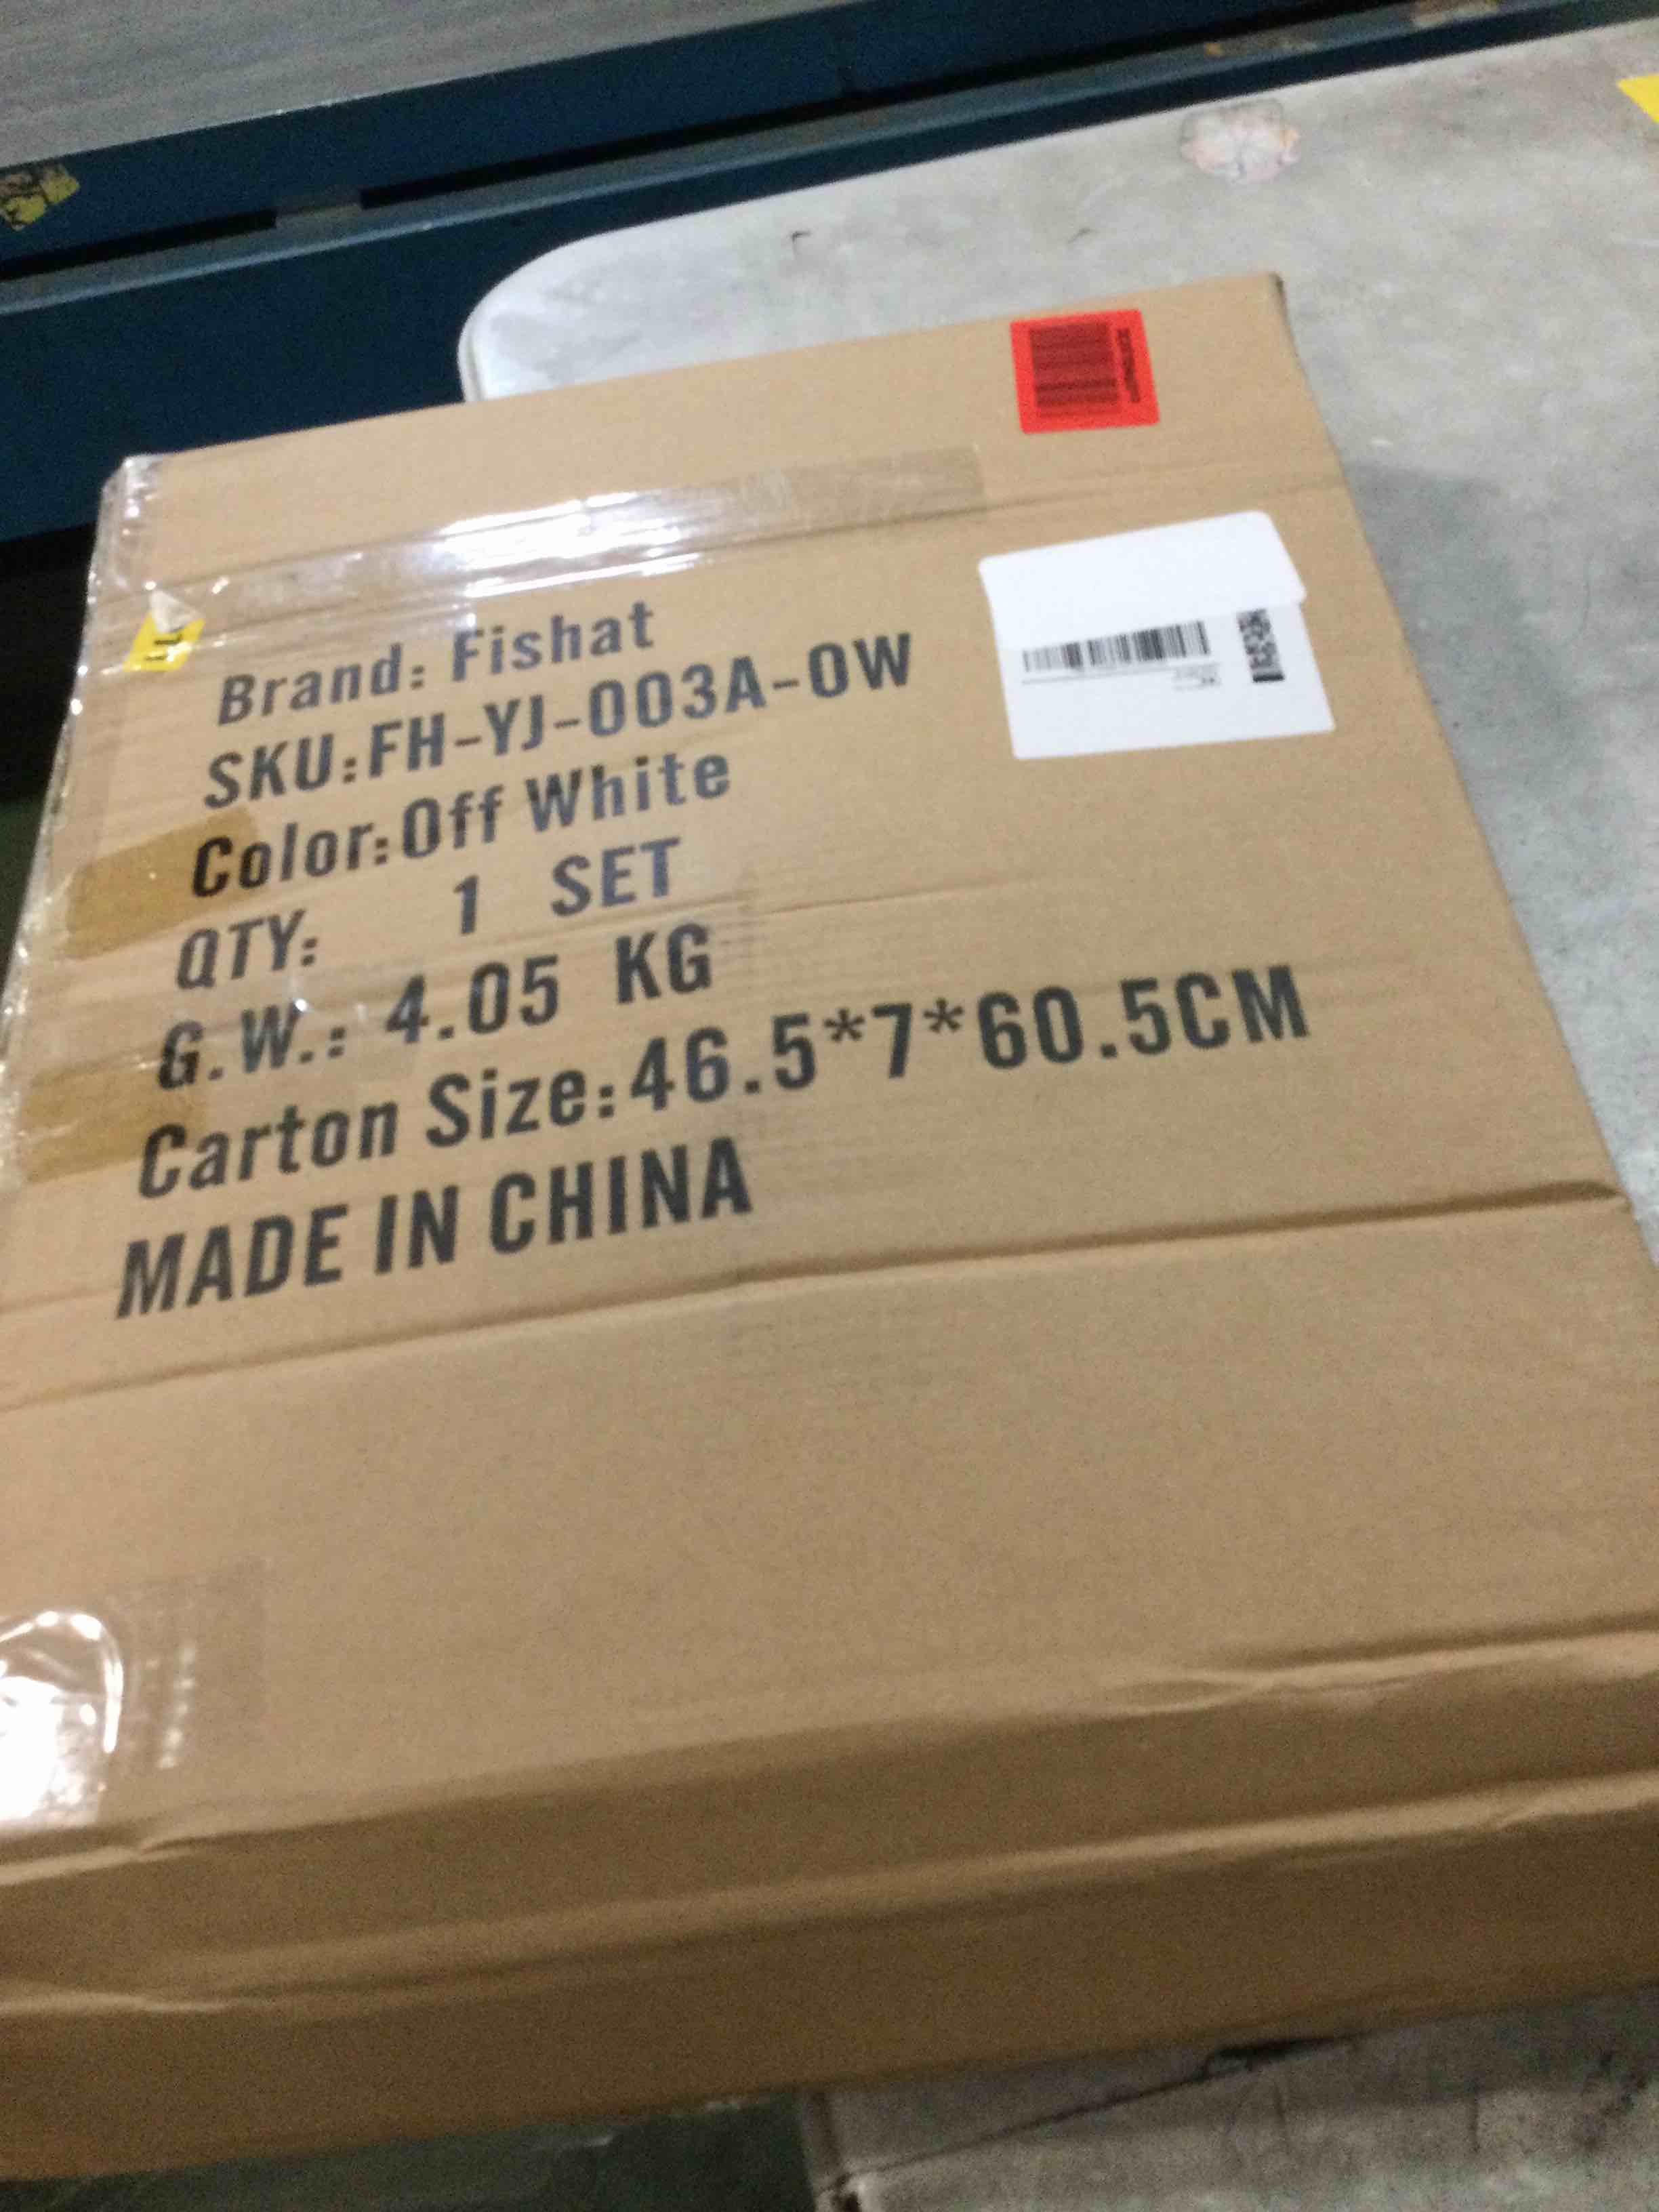 Brand: Fishat
SKU:FH-YJ-003A-OW
Color:Off White
QTY: 1 SET
G.W.: 4.05 KG
Carton Size:46.5*7*60.5CM
MADE IN CHINA